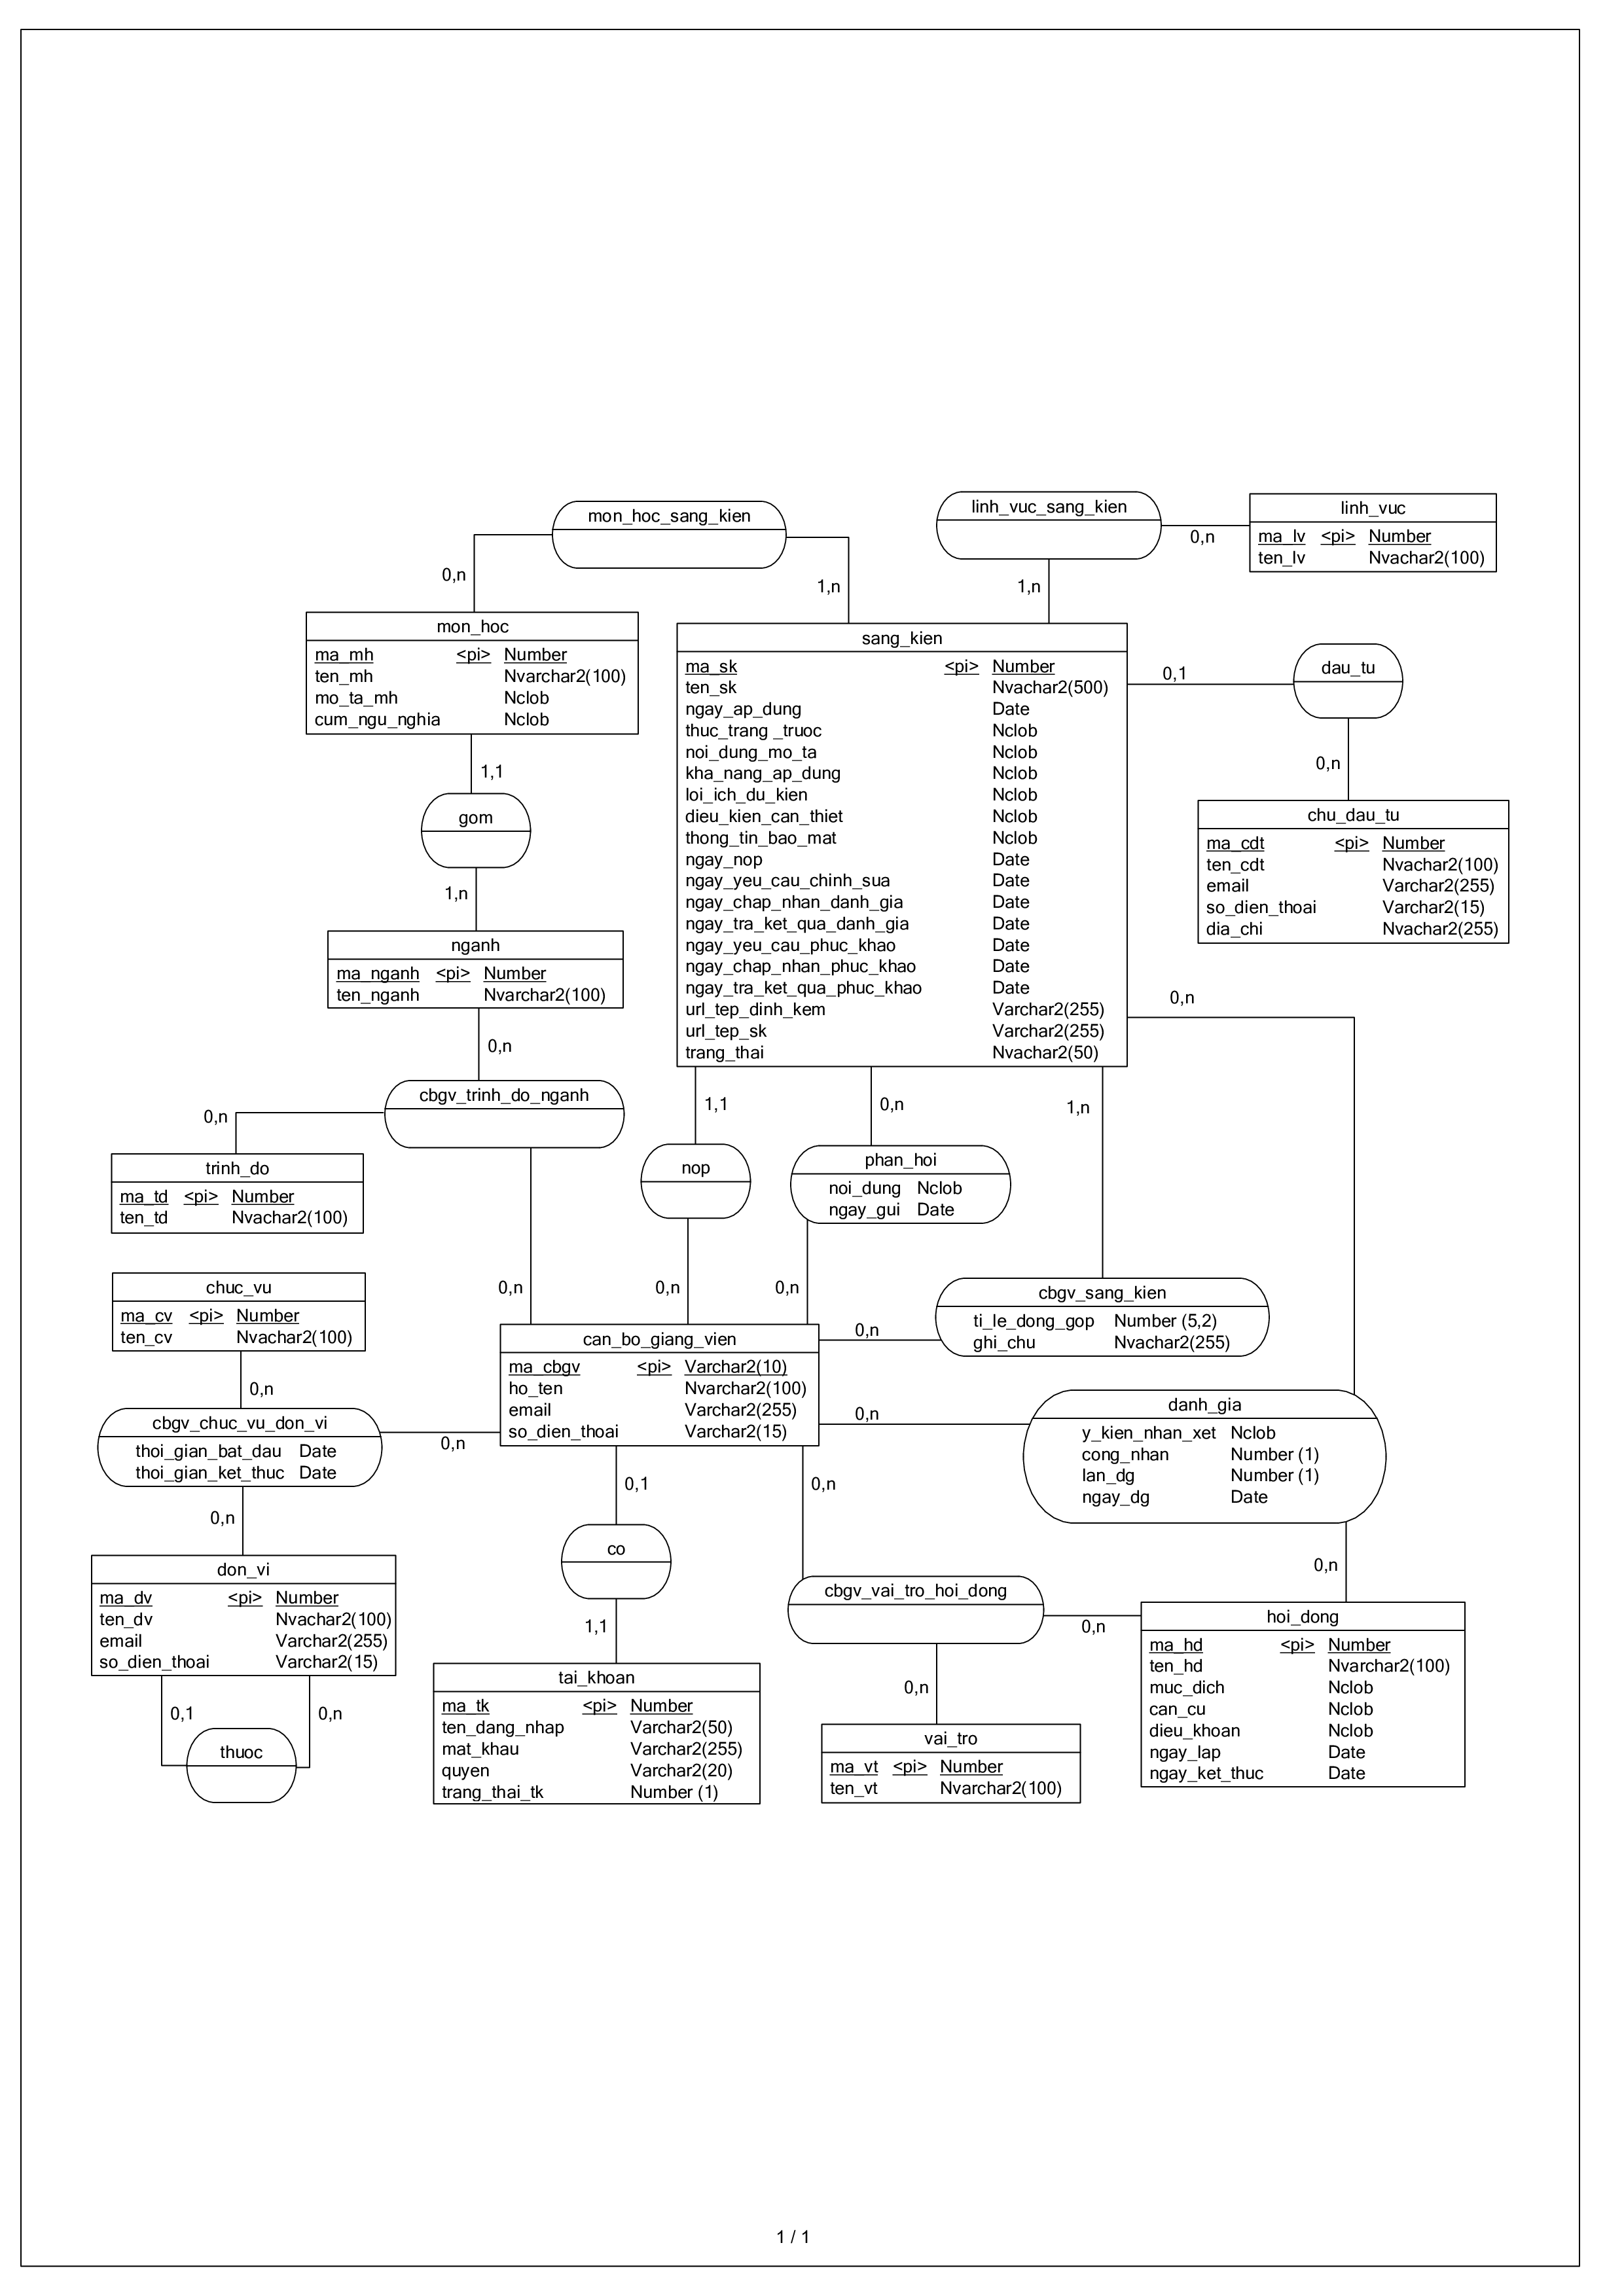 mon_hoc_sang_kien
linh_vuc_sang_kien
linh_vuc
ma_lv <pi> Number
ten_lv Nvachar2(100)
0,n
0,n
1,n
1,n
mon_hoc
ma_mh <pi> Number
ten_mh Nvarchar2(100)
mo_ta_mh Nclob
cum_ngu_nghia Nclob
sang_kien
ma_sk <pi> Number
ten_sk Nvachar2(500)
ngay_ap_dung Date
thuc_trang _truoc Nclob
noi_dung_mo_ta Nclob
kha_nang_ap_dung Nclob
loi_ich_du_kien Nclob
dieu_kien_can_thiet Nclob
thong_tin_bao_mat Nclob
ngay_nop Date
ngay_yeu_cau_chinh_sua Date
ngay_chap_nhan_danh_gia Date
ngay_tra_ket_qua_danh_gia Date
ngay_yeu_cau_phuc_khao Date
ngay_chap_nhan_phuc_khao Date
ngay_tra_ket_qua_phuc_khao Date
url_tep_dinh_kem Varchar2(255)
url_tep_sk Varchar2(255)
trang_thai Nvachar2(50)
0,1
dau_tu
0,n
chu_dau_tu
ma_cdt <pi> Number
ten_cdt Nvachar2(100)
email Varchar2(255)
so_dien_thoai Varchar2(15)
dia_chi Nvachar2(255)
1,1
gom
1,n
nganh
ma_nganh <pi> Number
ten_nganh Nvarchar2(100)
0,n
0,n
cbgv_trinh_do_nganh
0,n
trinh_do
ma_td <pi> Number
ten_td Nvachar2(100)
1,1
0,n
1,n
nop
phan_hoi
noi_dung Nclob
ngay_gui Date
0,n
0,n
0,n
chuc_vu
ma_cv <pi> Number
ten_cv Nvachar2(100)
cbgv_sang_kien
ti_le_dong_gop Number (5,2)
ghi_chu Nvachar2(255)
0,n
can_bo_giang_vien
ma_cbgv <pi> Varchar2(10)
ho_ten Nvarchar2(100)
email Varchar2(255)
so_dien_thoai Varchar2(15)
0,n
0,n
danh_gia
y_kien_nhan_xet Nclob
cong_nhan Number (1)
lan_dg Number (1)
ngay_dg Date
cbgv_chuc_vu_don_vi
thoi_gian_bat_dau Date
thoi_gian_ket_thuc Date
0,n
0,1
0,n
0,n
co
0,n
don_vi
ma_dv <pi> Number
ten_dv Nvachar2(100)
email Varchar2(255)
so_dien_thoai Varchar2(15)
cbgv_vai_tro_hoi_dong
1,1
0,n
hoi_dong
ma_hd <pi> Number
ten_hd Nvarchar2(100)
muc_dich Nclob
can_cu Nclob
dieu_khoan Nclob
ngay_lap Date
ngay_ket_thuc Date
0,n
tai_khoan
ma_tk <pi> Number
ten_dang_nhap Varchar2(50)
mat_khau Varchar2(255)
quyen Varchar2(20)
trang_thai_tk Number (1)
0,1
0,n
thuoc
vai_tro
ma_vt <pi> Number
ten_vt Nvarchar2(100)
1 / 1